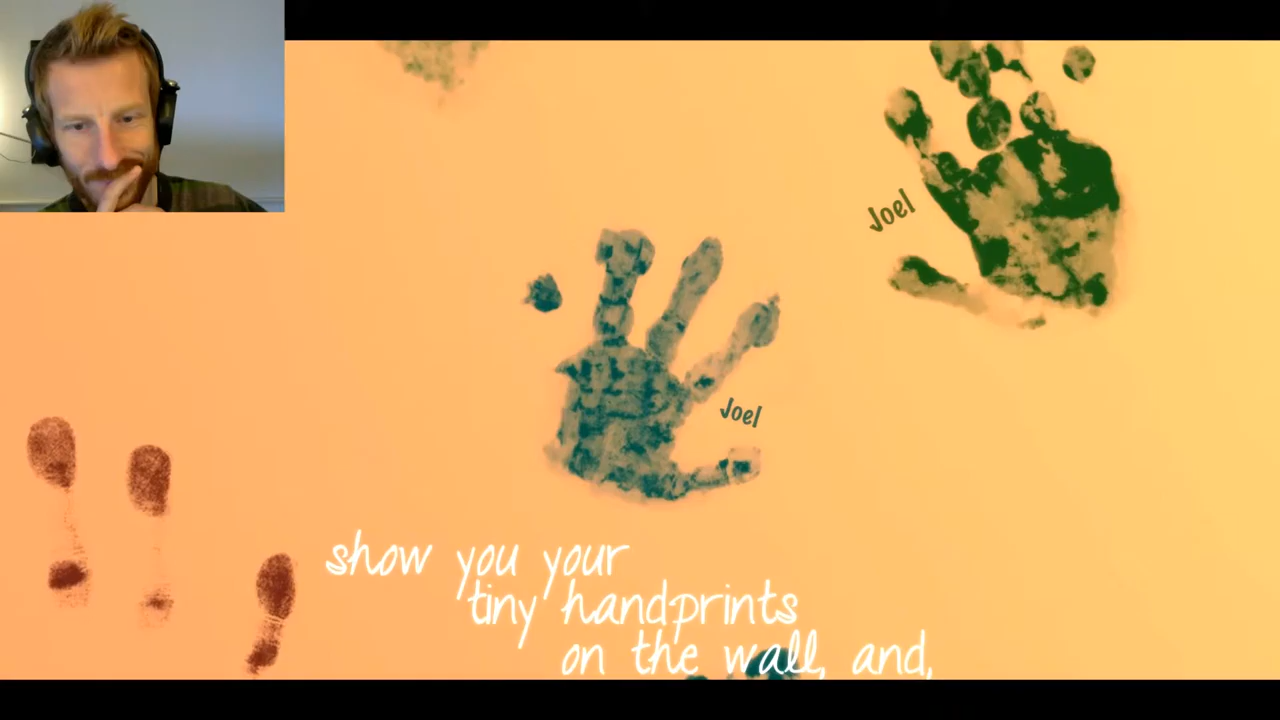 Joel
Joel
show you your
tiny handprints
on the wall, and,